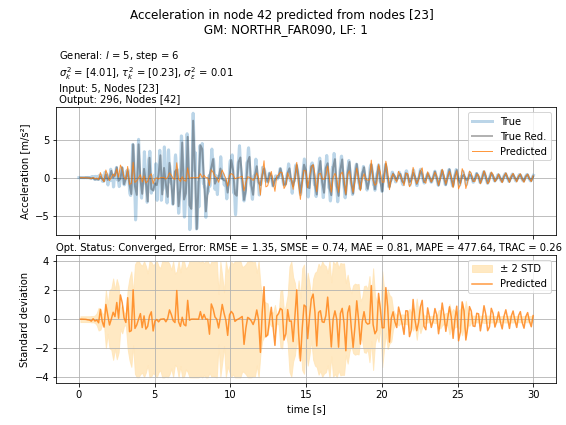 Acceleration in node 42 predicted from nodes [23]
GM: NORTHR_FAR090, LF: 1
General: l = 5, step = 6
σ²ₖ = [4.01], τ²ₖ = [0.23], σ²ₑ = 0.01
Input: 5, Nodes [23]
Output: 296, Nodes [42]
Acceleration [m/s²]
5
0
−5
True
True Red.
Predicted
Opt. Status: Converged, Error: RMSE = 1.35, SMSE = 0.74, MAE = 0.81, MAPE = 477.64, TRAC = 0.26
Standard deviation
4
2
0
−2
−4
± 2 STD
Predicted
0 5 10 15 20 25 30
time [s]